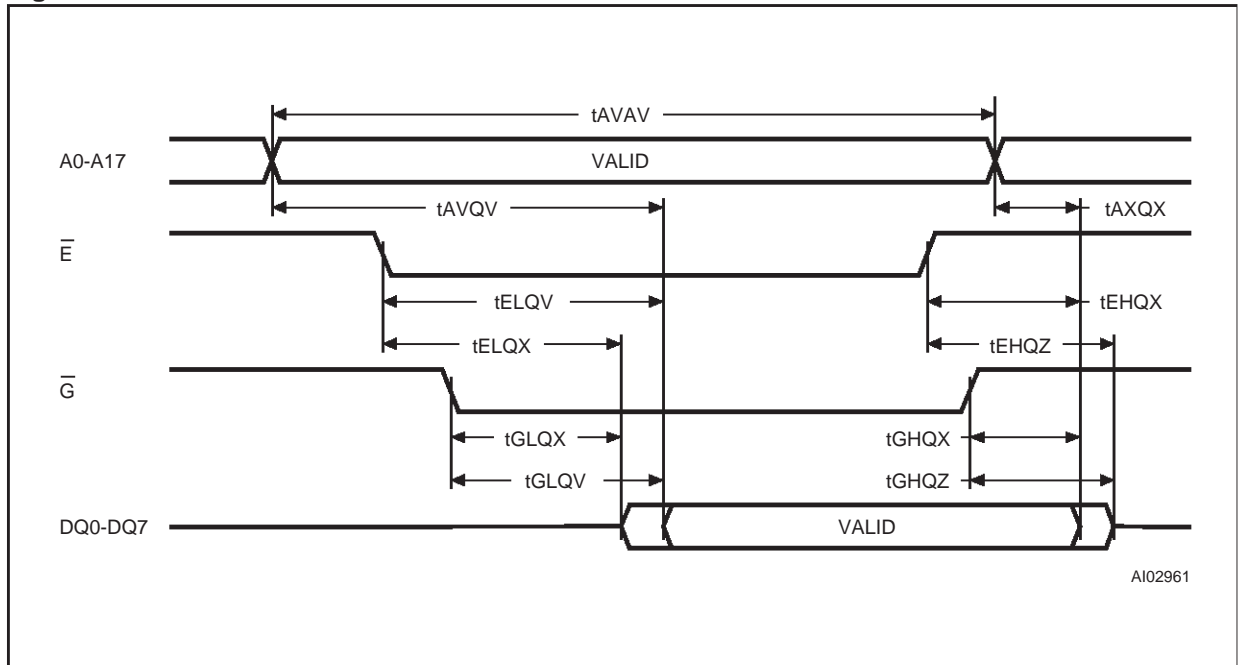 tAVAV
A0-A17
VALID
tAVQV
tAXQX
E̅
tELQV
tEHQX
tELQX
tEHQZ
G̅
tGLQX
tGHQX
tGLQV
tGHQZ
DQ0-DQ7
VALID
AI02961